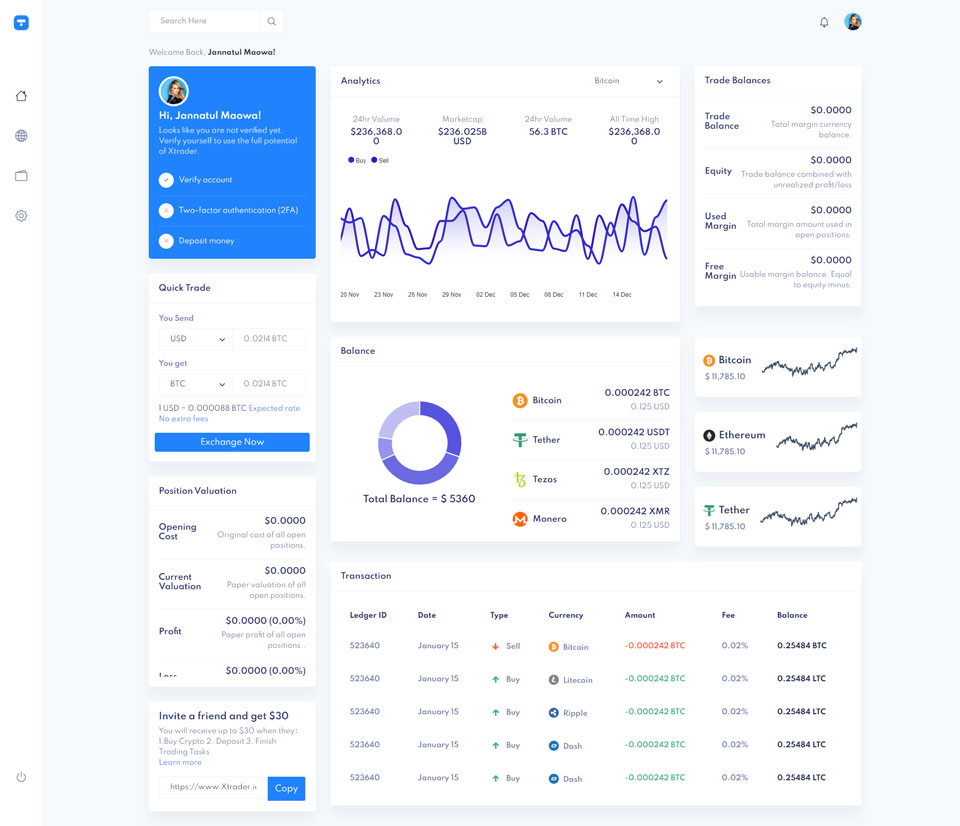 Search Here
Welcome Back, Jannatul Maowa!
Hi, Jannatul Maowa!
Looks like you are not verified yet.
Verify yourself to use the full potential
of Xtrader.
Verify account
Two-factor authentication (2FA)
Deposit money
Quick Trade
You Send
USD
0.0214 BTC
You get
BTC
0.0214 BTC
1 USD ~ 0.000088 BTC Expected rate
No extra fees
Exchange Now
Position Valuation
Opening
Cost
$0.0000
Original cost of all open
positions.
Current
Valuation
$0.0000
Paper valuation of all
open positions.
Profit
$0.0000 (0,00%)
Paper profit of all open
positions..
Loss
$0.0000 (0,00%)
Invite a friend and get $30
You will receive up to $30 when they:
1.Buy Crypto 2. Deposit 3. Finish
Trading Tasks
Learn more
https://www.Xtrader.io
Copy
Analytics
Bitcoin
24hr Volume
$236,368.0
0
Marketcap
$236.025B
USD
24hr Volume
56.3 BTC
All Time High
$236,368.0
0
Buy Sell
20 Nov 23 Nov 26 Nov 29 Nov 02 Dec 05 Dec 08 Dec 11 Dec 14 Dec
Balance
Total Balance = $ 5360
Bitcoin
0.000242 BTC
0.125 USD
Tether
0.000242 USDT
0.125 USD
Tezos
0.000242 XTZ
0.125 USD
Monero
0.000242 XMR
0.125 USD
Trade Balances
Trade
Balance
$0.0000
Total margin currency
balance.
Equity
$0.0000
Trade balance combined with
unrealized profit/loss
Used
Margin
$0.0000
Total margin amount used in
open positions.
Free
Margin
$0.0000
Usable margin balance. Equal
to equity minus.
Bitcoin
$ 11,785.10
Ethereum
$ 11,785.10
Tether
$ 11,785.10
Transaction
Ledger ID Date Type Currency Amount Fee Balance
523640 January 15 Sell Bitcoin -0.000242 BTC 0.02% 0.25484 BTC
523640 January 15 Buy Litecoin -0.000242 BTC 0.02% 0.25484 LTC
523640 January 15 Buy Ripple -0.000242 BTC 0.02% 0.25484 LTC
523640 January 15 Buy Dash -0.000242 BTC 0.02% 0.25484 LTC
523640 January 15 Buy Dash -0.000242 BTC 0.02% 0.25484 LTC